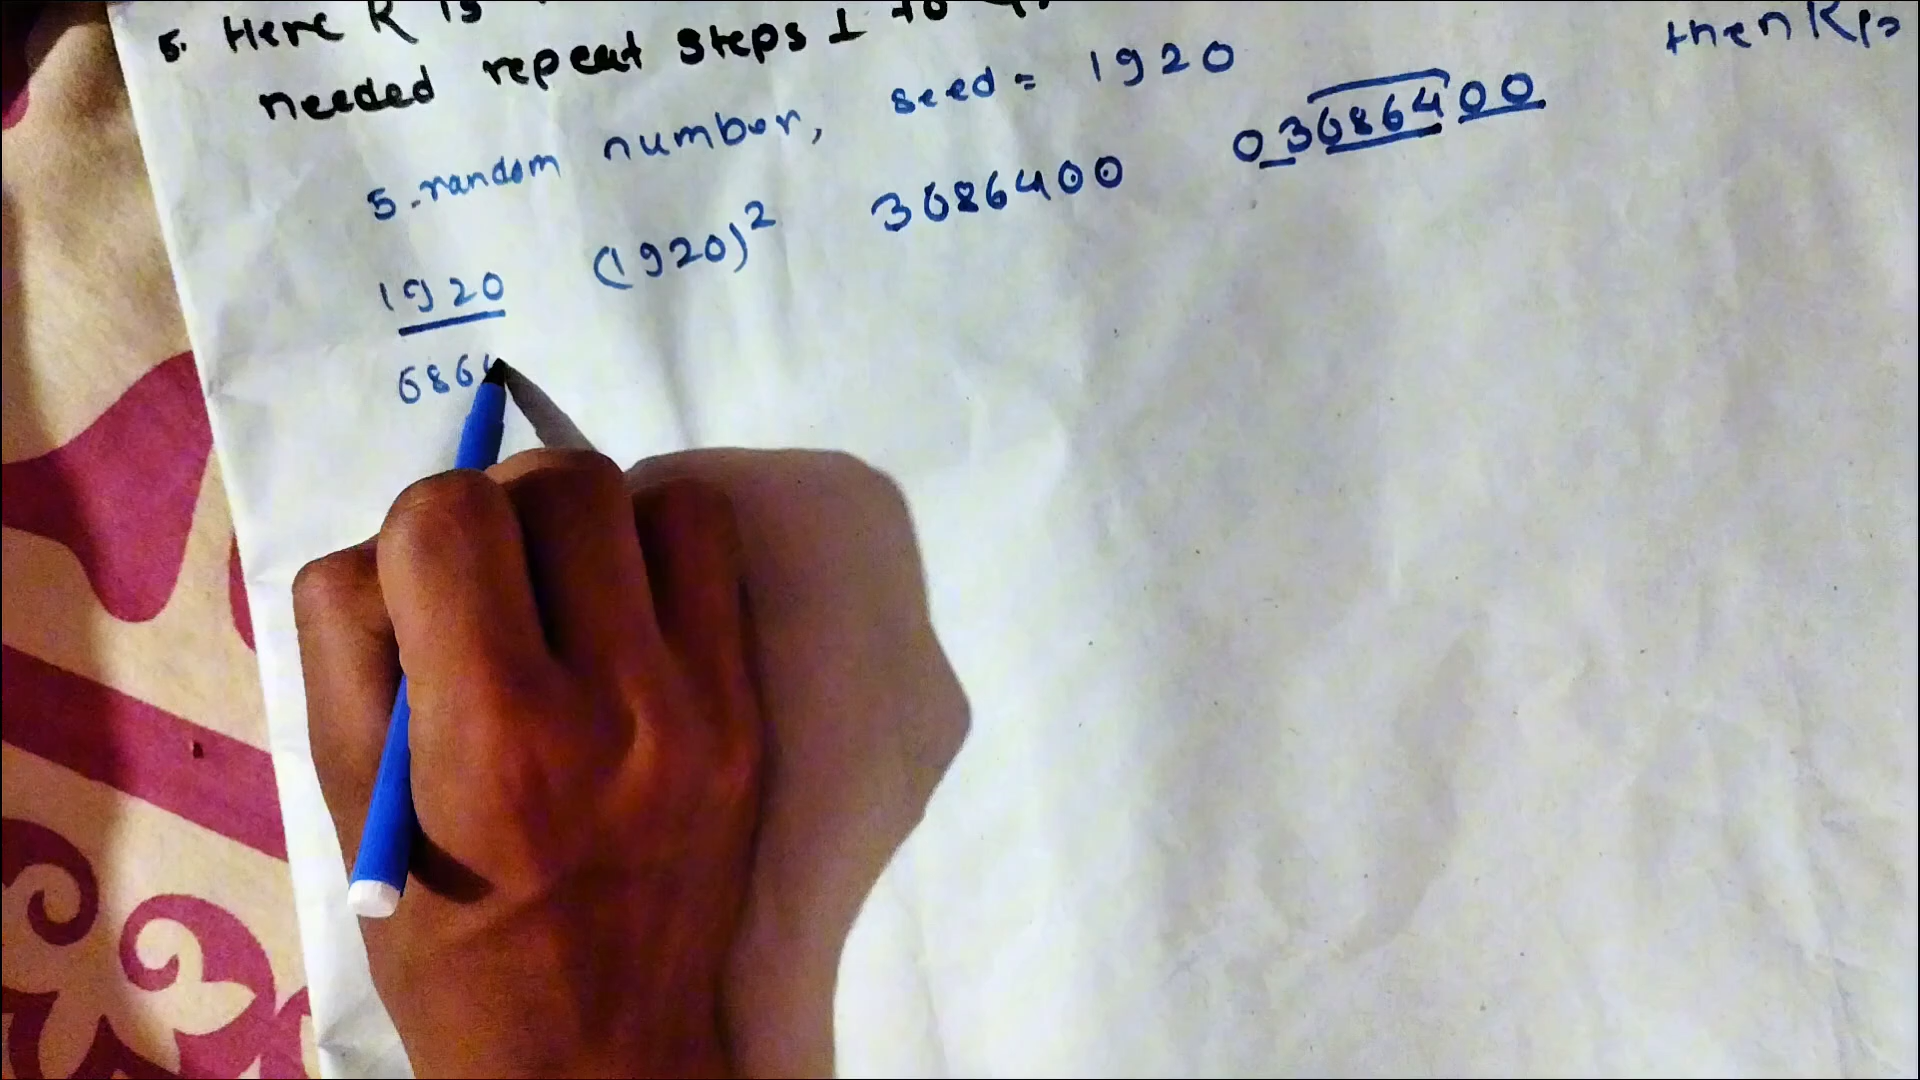 5. Here R is
needed repeat steps 1 to
then R
5 random number, seed = 1920
1920 (1920)2 3686400 03686400
6864